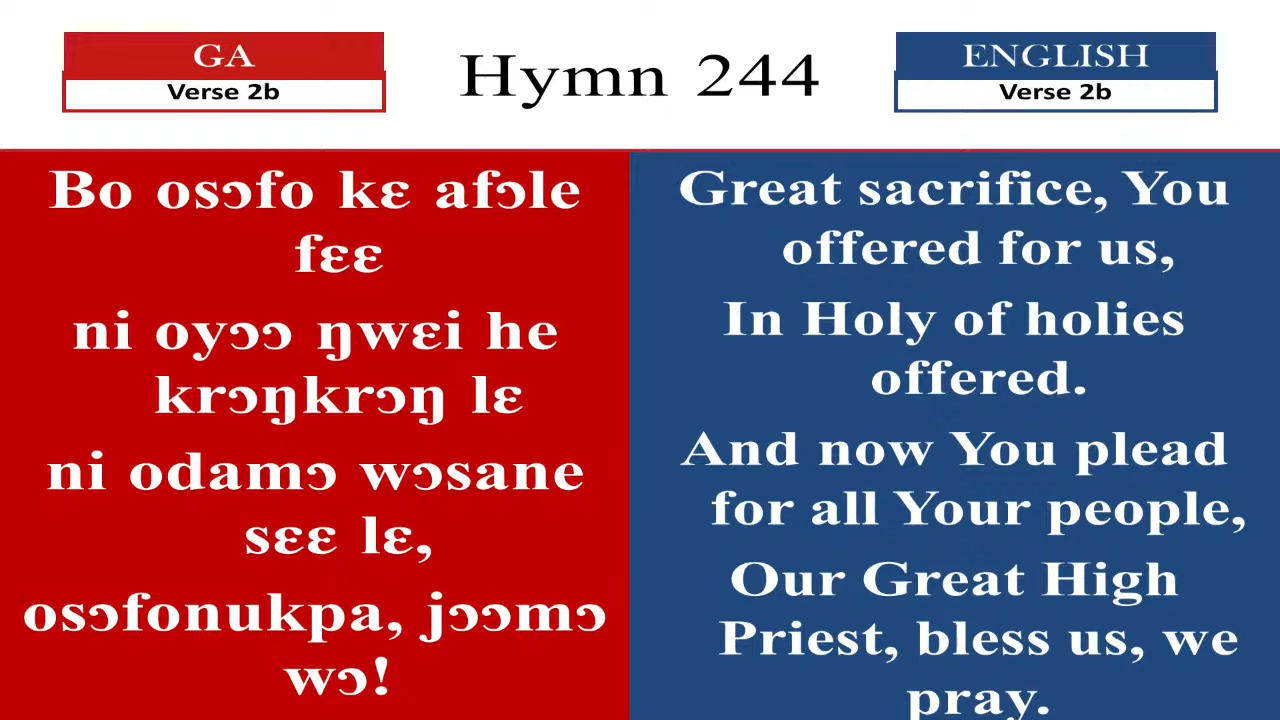 GA
Verse 2b
Hymn 244
ENGLISH
Verse 2b
Bo osɔfo kɛ afɔle
fɛɛ
ni oyɔɔ ŋwɛi he
krɔŋkrɔŋ lɛ
ni odamɔ wɔsane
sɛɛ lɛ,
osɔfonukpa, jɔɔmɔ
wɔ!
Great sacrifice, You
offered for us,
In Holy of holies
offered.
And now You plead
for all Your people,
Our Great High
Priest, bless us, we
pray.